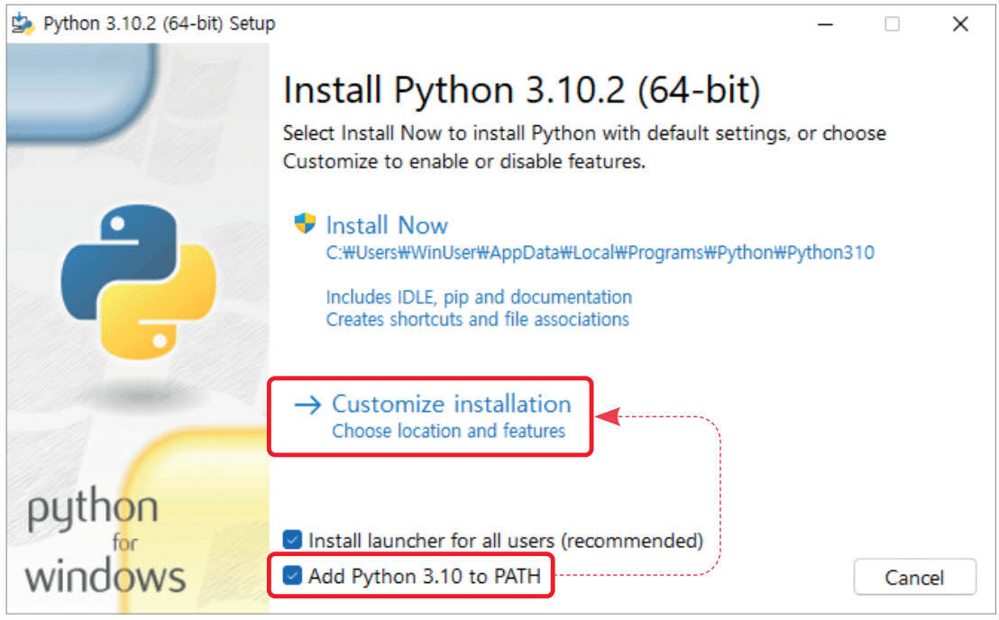 Python 3.10.2 (64-bit) Setup
Install Python 3.10.2 (64-bit)
Select Install Now to install Python with default settings, or choose
Customize to enable or disable features.
Install Now
C:₩Users₩WinUser₩AppData₩Local₩Programs₩Python₩Python310
Includes IDLE, pip and documentation
Creates shortcuts and file associations
Customize installation
Choose location and features
python
for
windows
Install launcher for all users (recommended)
Add Python 3.10 to PATH
Cancel